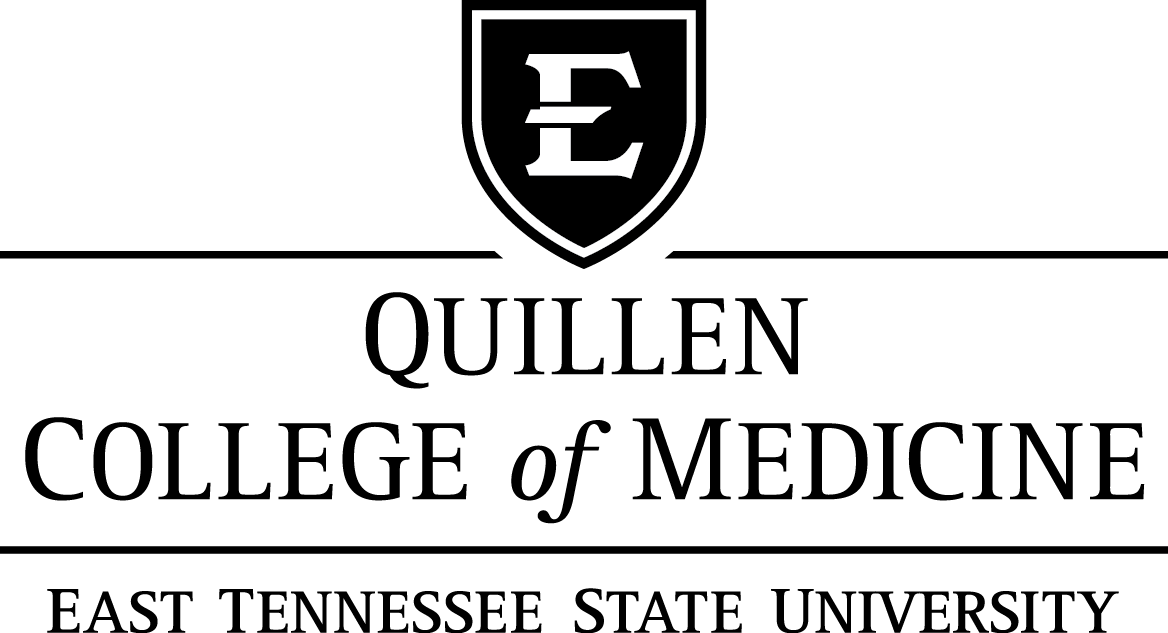 E
QUILLEN
COLLEGE of MEDICINE
EAST TENNESSEE STATE UNIVERSITY